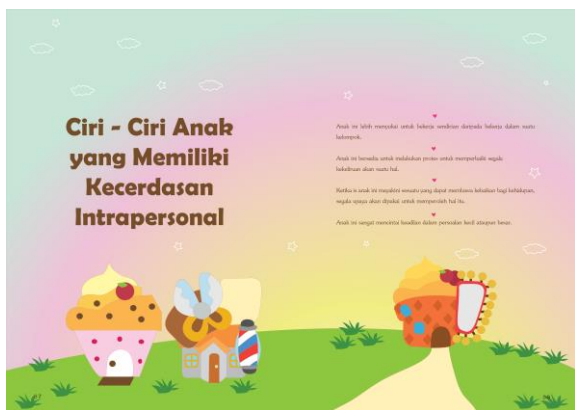 Ciri - Ciri Anak
yang Memiliki
Kecerdasan
Intrapersonal
Anak ini lebih menyukai untuk bekerja sendirian daripada bekerja dalam suatu
kelompok.
Anak ini bersedia untuk melakukan protes untuk memperbaiki segala
kekeliruan akan suatu hal.
Ketika si anak ini meyakini sesuatu yang dapat membawa kebaikan bagi kehidupan,
segala upaya akan dipakai untuk memperoleh hal itu.
Anak ini sangat mencintai keadilan dalam persoalan kecil ataupun besar.